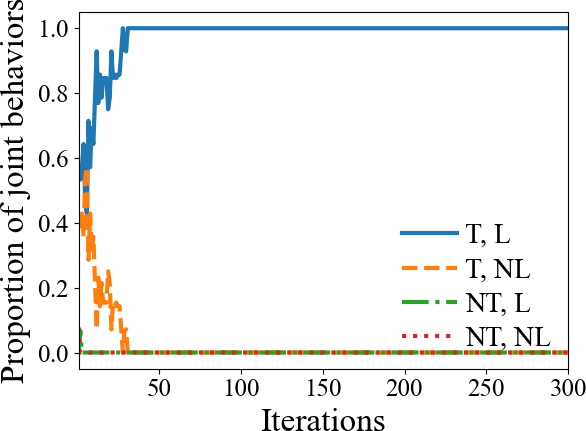 Proportion of joint behaviors
1.0
0.8
0.6
0.4
0.2
0.0
T, L
T, NL
NT, L
NT, NL
50
100
150
200
250
300
Iterations